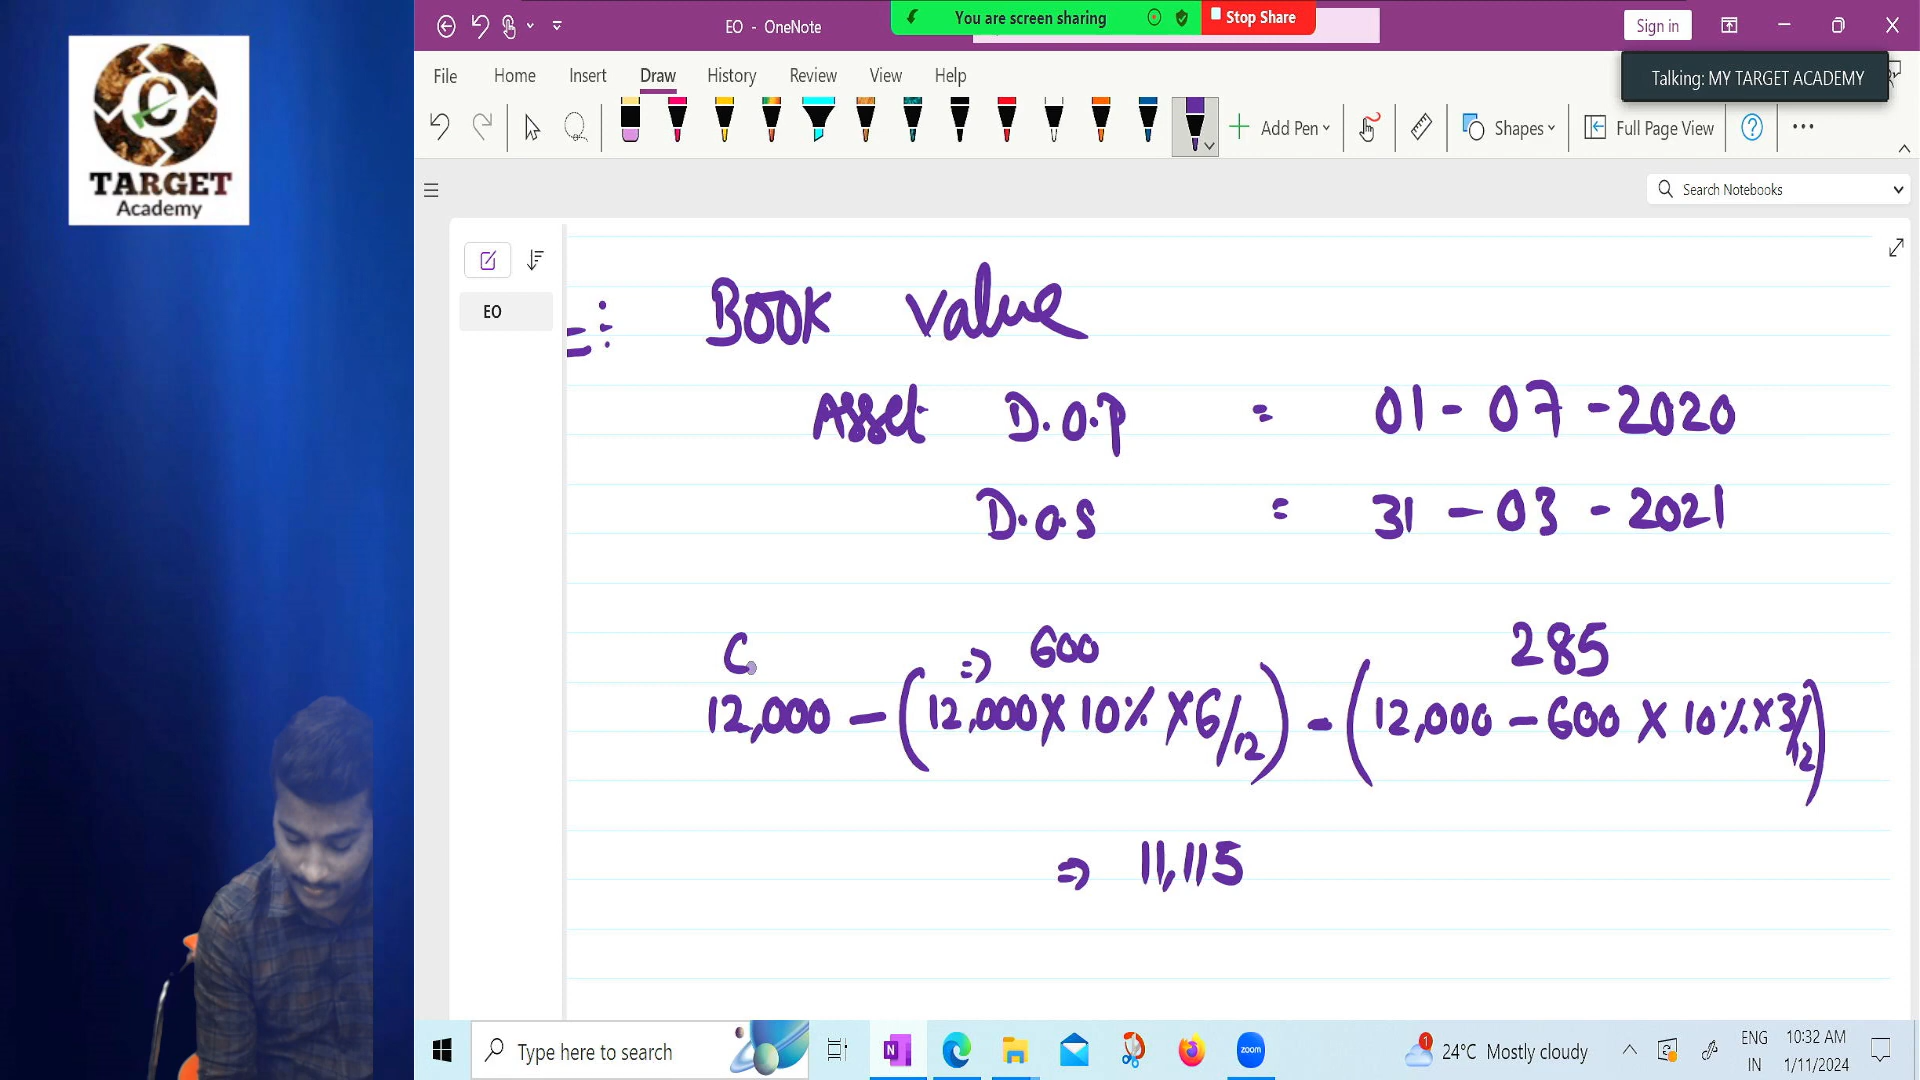 C
TARGET
Academy
EO - OneNote
You are screen sharing
Stop Share
Sign in
Talking: MY TARGET ACADEMY
File Home Insert Draw History Review View Help
Add Pen
Shapes
Full Page View
Search Notebooks
EO
BOOK Value
Asset D.O.P = 01-07-2020
D.O.S = 31-03-2021
C => 600 285
12,000 - (12,000 X 10% X 6/12) - (12,000 - 600 X 10% X 3/12)
=> 11,115
Type here to search
N
zoom
1
24°C Mostly cloudy
ENG
IN
10:32 AM
1/11/2024